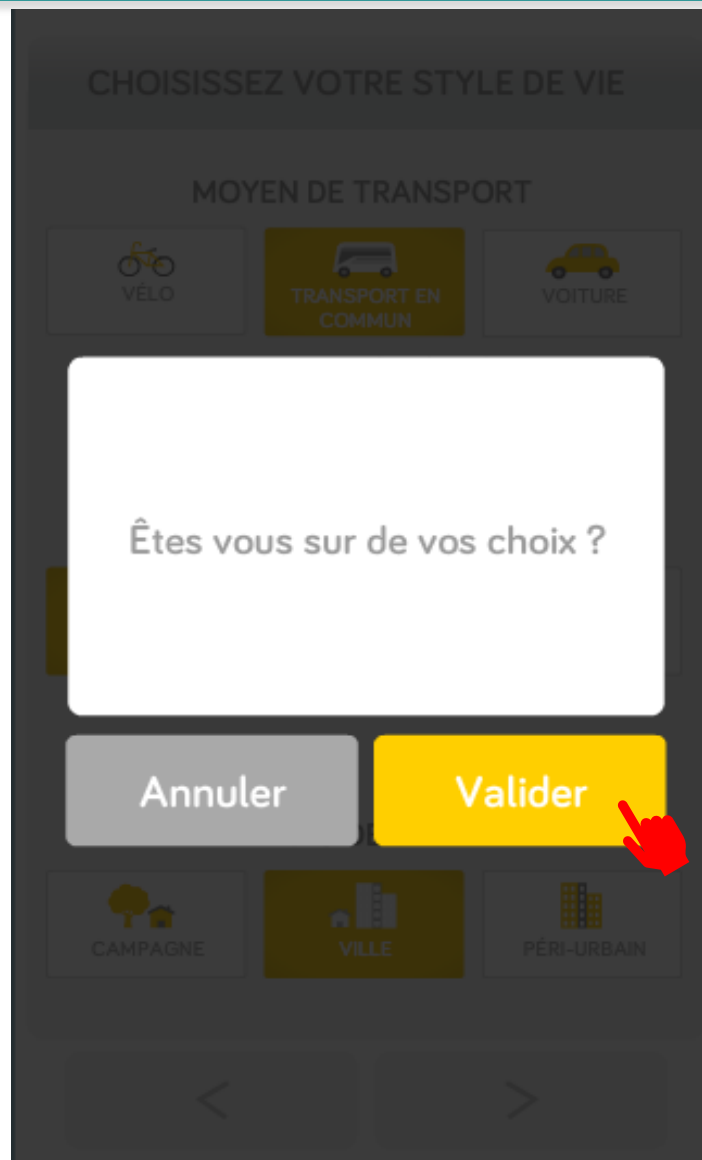 CHOISISSEZ VOTRE STYLE DE VIE
MOYEN DE TRANSPORT
VÉLO
TRANSPORT EN
COMMUN
VOITURE
Êtes vous sur de vos choix ?
Annuler
Valider
CAMPAGNE
VILLE
PÉRI-URBAIN
<
>